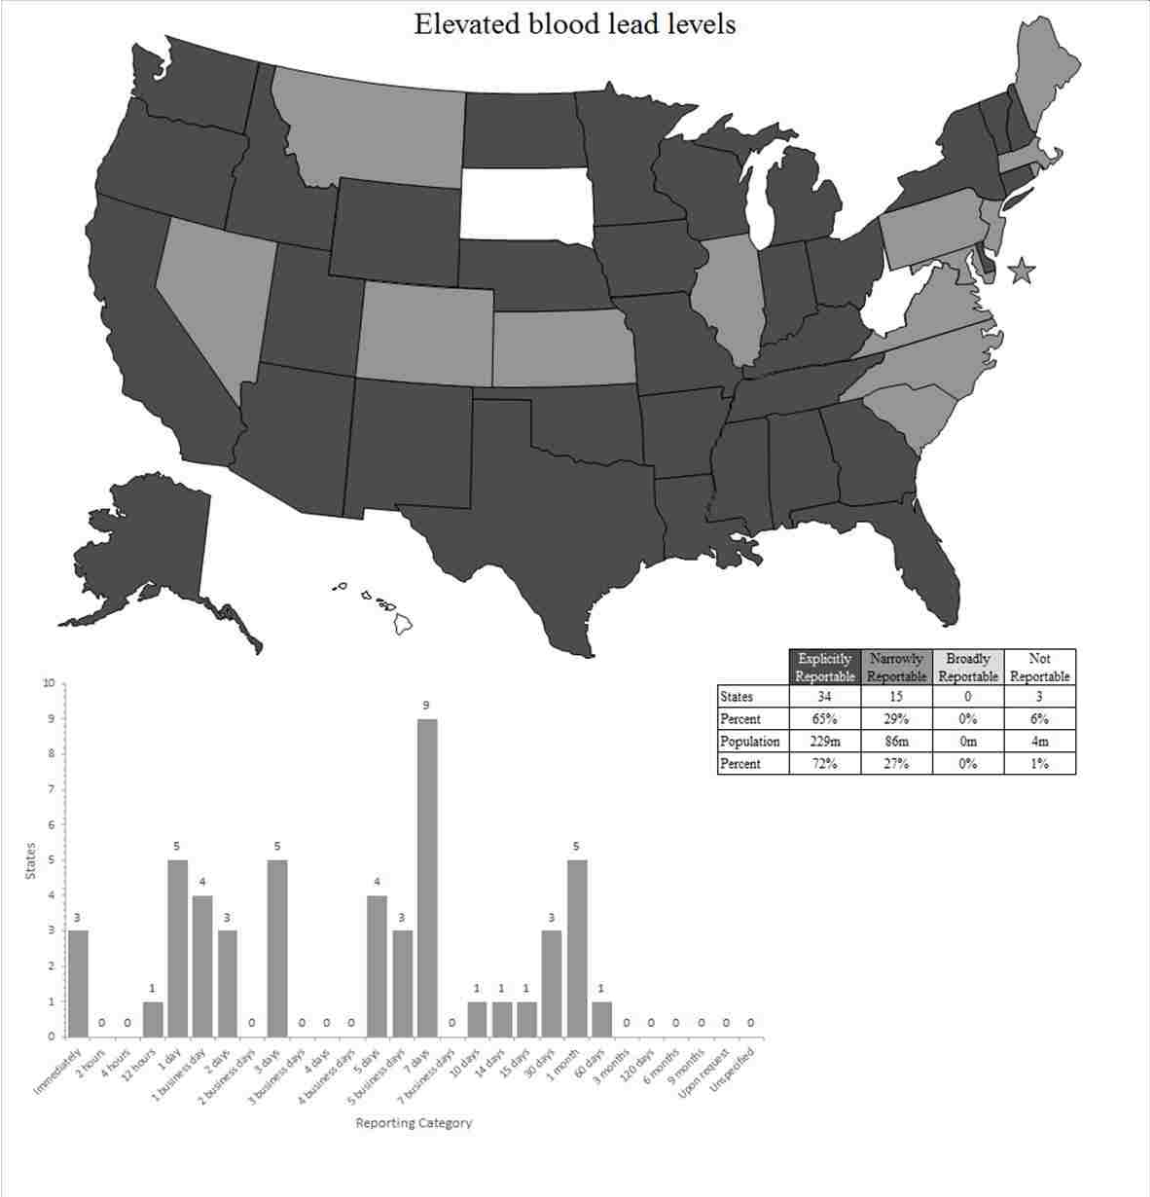 Elevated blood lead levels
Explicitly Reportable Narrowly Reportable Broadly Reportable Not Reportable
States 34 15 0 3
Percent 65% 29% 0% 6%
Population 229m 86m 0m 4m
Percent 72% 27% 0% 1%
10
9
8
7
6
5
4
3
2
1
0
States
3 0 0 1 5 4 3 0 5 0 0 0 4 3 9 0 1 1 1 3 5 1 0 0 0 0 0 0
Immediately
2 hours
4 hours
12 hours
1 day
1 business day
2 days
2 business days
3 days
3 business days
4 days
4 business days
5 days
5 business days
7 days
7 business days
10 days
14 days
15 days
30 days
1 month
60 days
3 months
120 days
6 months
9 months
Upon request
Unspecified
Reporting Category